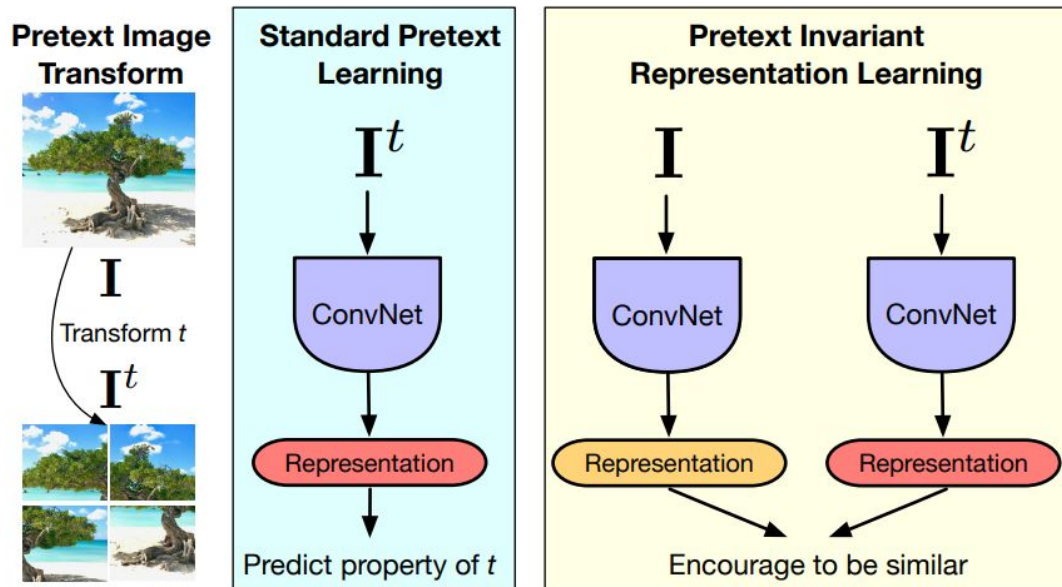 Pretext Image
Transform
I
Transform t
I^t
Standard Pretext
Learning
I^t
ConvNet
Representation
Predict property of t
Pretext Invariant
Representation Learning
I
I^t
ConvNet
ConvNet
Representation
Representation
Encourage to be similar